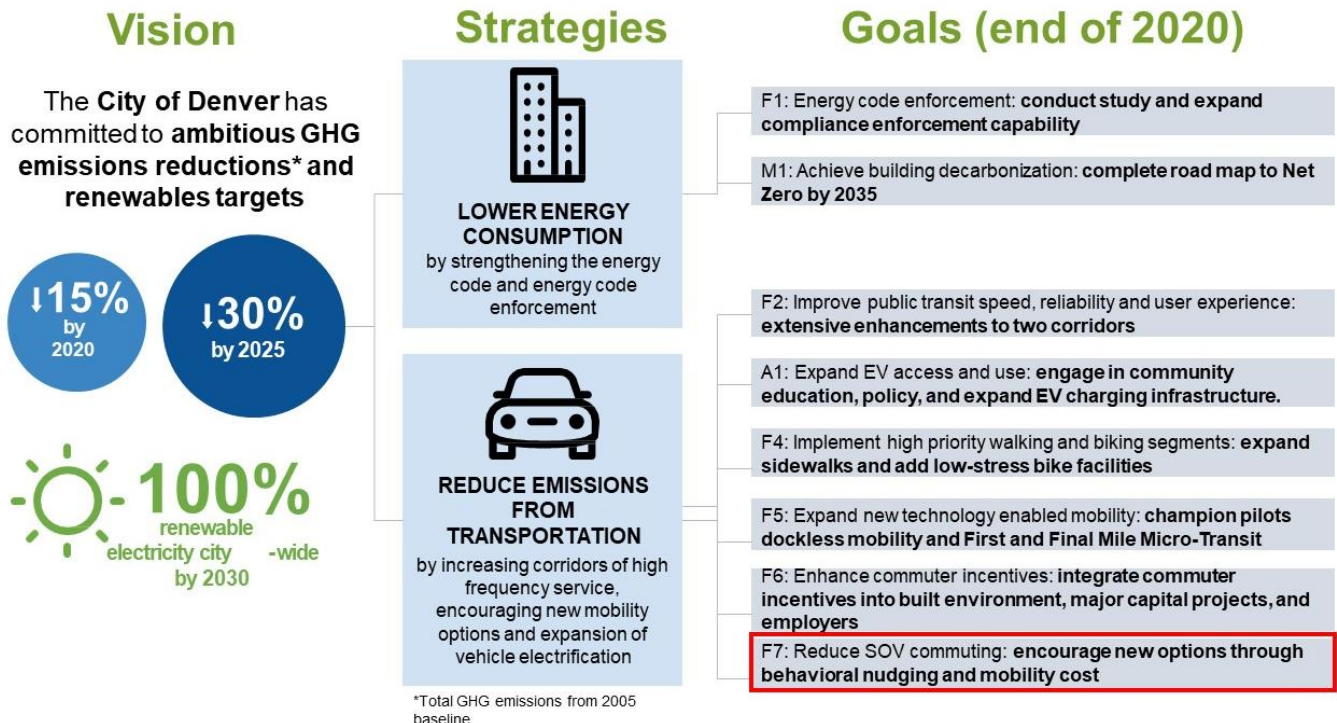 Vision
The City of Denver has
committed to ambitious GHG
emissions reductions* and
renewables targets
↓15%
by
2020
↓30%
by 2025
100%
renewable
electricity city -wide
by 2030
Strategies
LOWER ENERGY
CONSUMPTION
by strengthening the energy
code and energy code
enforcement
REDUCE EMISSIONS
FROM
TRANSPORTATION
by increasing corridors of high
frequency service,
encouraging new mobility
options and expansion of
vehicle electrification
*Total GHG emissions from 2005
baseline
Goals (end of 2020)
F1: Energy code enforcement: conduct study and expand
compliance enforcement capability
M1: Achieve building decarbonization: complete road map to Net
Zero by 2035
F2: Improve public transit speed, reliability and user experience:
extensive enhancements to two corridors
A1: Expand EV access and use: engage in community
education, policy, and expand EV charging infrastructure.
F4: Implement high priority walking and biking segments: expand
sidewalks and add low-stress bike facilities
F5: Expand new technology enabled mobility: champion pilots
dockless mobility and First and Final Mile Micro-Transit
F6: Enhance commuter incentives: integrate commuter
incentives into built environment, major capital projects, and
employers
F7: Reduce SOV commuting: encourage new options through
behavioral nudging and mobility cost